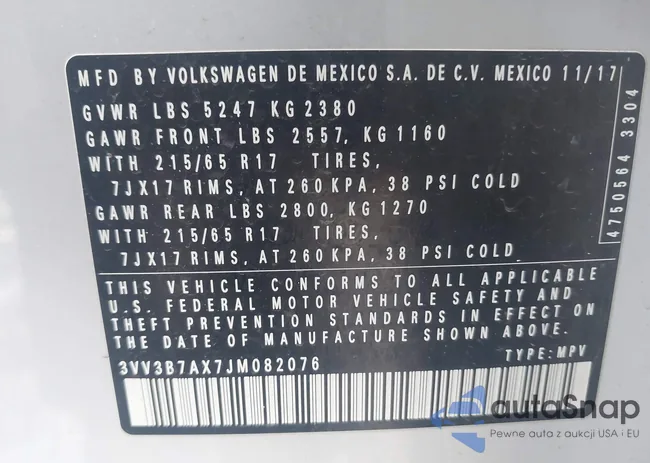 MFD BY VOLKSWAGEN DE MEXICO S.A. DE C.V. MEXICO 11/17
GVWR LBS 5247 KG 2380
GAWR FRONT LBS 2557, KG 1160
WITH 215/65 R17 TIRES,
7JX17 RIMS, AT 260 KPA, 38 PSI COLD
GAWR REAR LBS 2800, KG 1270
WITH 215/65 R17 TIRES,
7JX17 RIMS, AT 260 KPA, 38 PSI COLD
THIS VEHICLE CONFORMS TO ALL APPLICABLE
U.S. FEDERAL MOTOR VEHICLE SAFETY AND
THEFT PREVENTION STANDARDS IN EFFECT ON
THE DATE OF MANUFACTURE SHOWN ABOVE.
3VV3B7AX7JM082076 TYPE: MPV
4750564 3304
autoSnap
Pewne auta z aukcji USA i EU